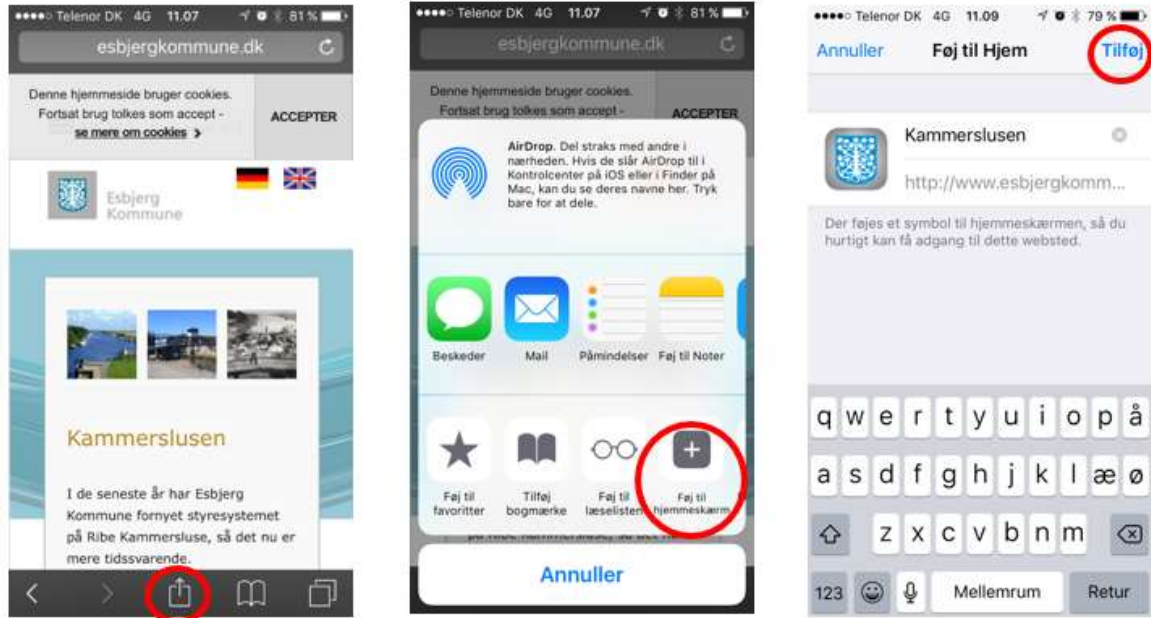 Telenor DK 4G 11.07 81 %
esbjergkommune.dk
Denne hjemmeside bruger cookies.
Fortsat brug tolkes som accept -
se mere om cookies >
ACCEPTER
Esbjerg
Kommune
Kammerslusen
I de seneste år har Esbjerg
Kommune fornyet styresystemet
på Ribe Kammersluse, så det nu er
mere tidssvarende.
Telenor DK 4G 11.07 81 %
esbjergkommune.dk
Denne hjemmeside bruger cookies.
Fortsat brug tolkes som accept -
ACCEPTER
AirDrop. Del straks med andre i
nærheden. Hvis de slår AirDrop til i
Kontrolcenter på iOS eller i Finder på
Mac, kan du se deres navne her. Tryk
bare for at dele.
Beskeder Mail Påmindelser Føj til Noter
Føj til
favoritter
Tilføj
bogmærke
Føj til
læselisten
Føj til
hjemmeskærm
på Ribe Kammersluse, så det nu er
Annuller
Telenor DK 4G 11.09 79 %
Annuller Føj til Hjem Tilføj
Kammerslusen
http://www.esbjergkomm...
Der føjes et symbol til hjemmeskærmen, så du
hurtigt kan få adgang til dette websted.
q w e r t y u i o p å
a s d f g h j k l æ ø
z x c v b n m
123 Mellemrum Retur